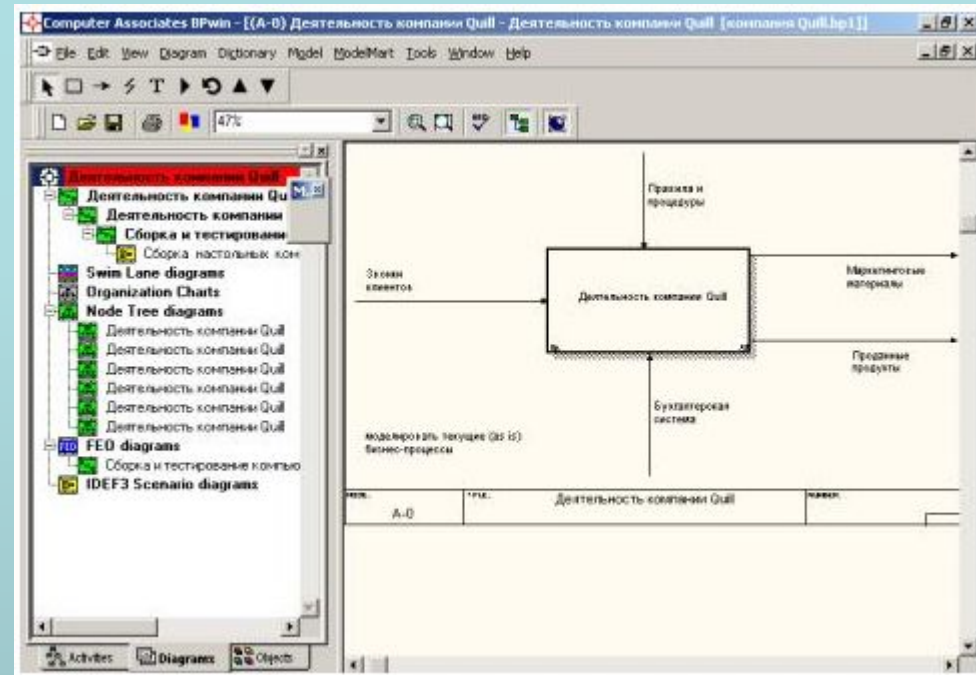 Computer Associates BPwin - [(A-0) Деятельность компании Quill - Деятельность компании Quill [компания Quill.bp1]]
File Edit View Diagram Dictionary Model ModelMart Tools Window Help
47%
Деятельность компании Quill
Деятельность компании Qu
Деятельность компании
Сборка и тестировани
Сборка настольных ком
Swim Lane diagrams
Organization Charts
Node Tree diagrams
Деятельность компании Quill
Деятельность компании Quill
Деятельность компании Quill
Деятельность компании Quill
Деятельность компании Quill
FEO diagrams
Сборка и тестирование компью
IDEF3 Scenario diagrams
Activities Diagrams Objects
Правила и
процедуры
Звонки
клиентов
Деятельность компании Quill
Маркетинговые
материалы
Проданные
продукты
Бухгалтерская
система
моделировать текущие (as is)
бизнес-процессы
NODE: TITLE: Деятельность компании Quill NUMBER:
A-0